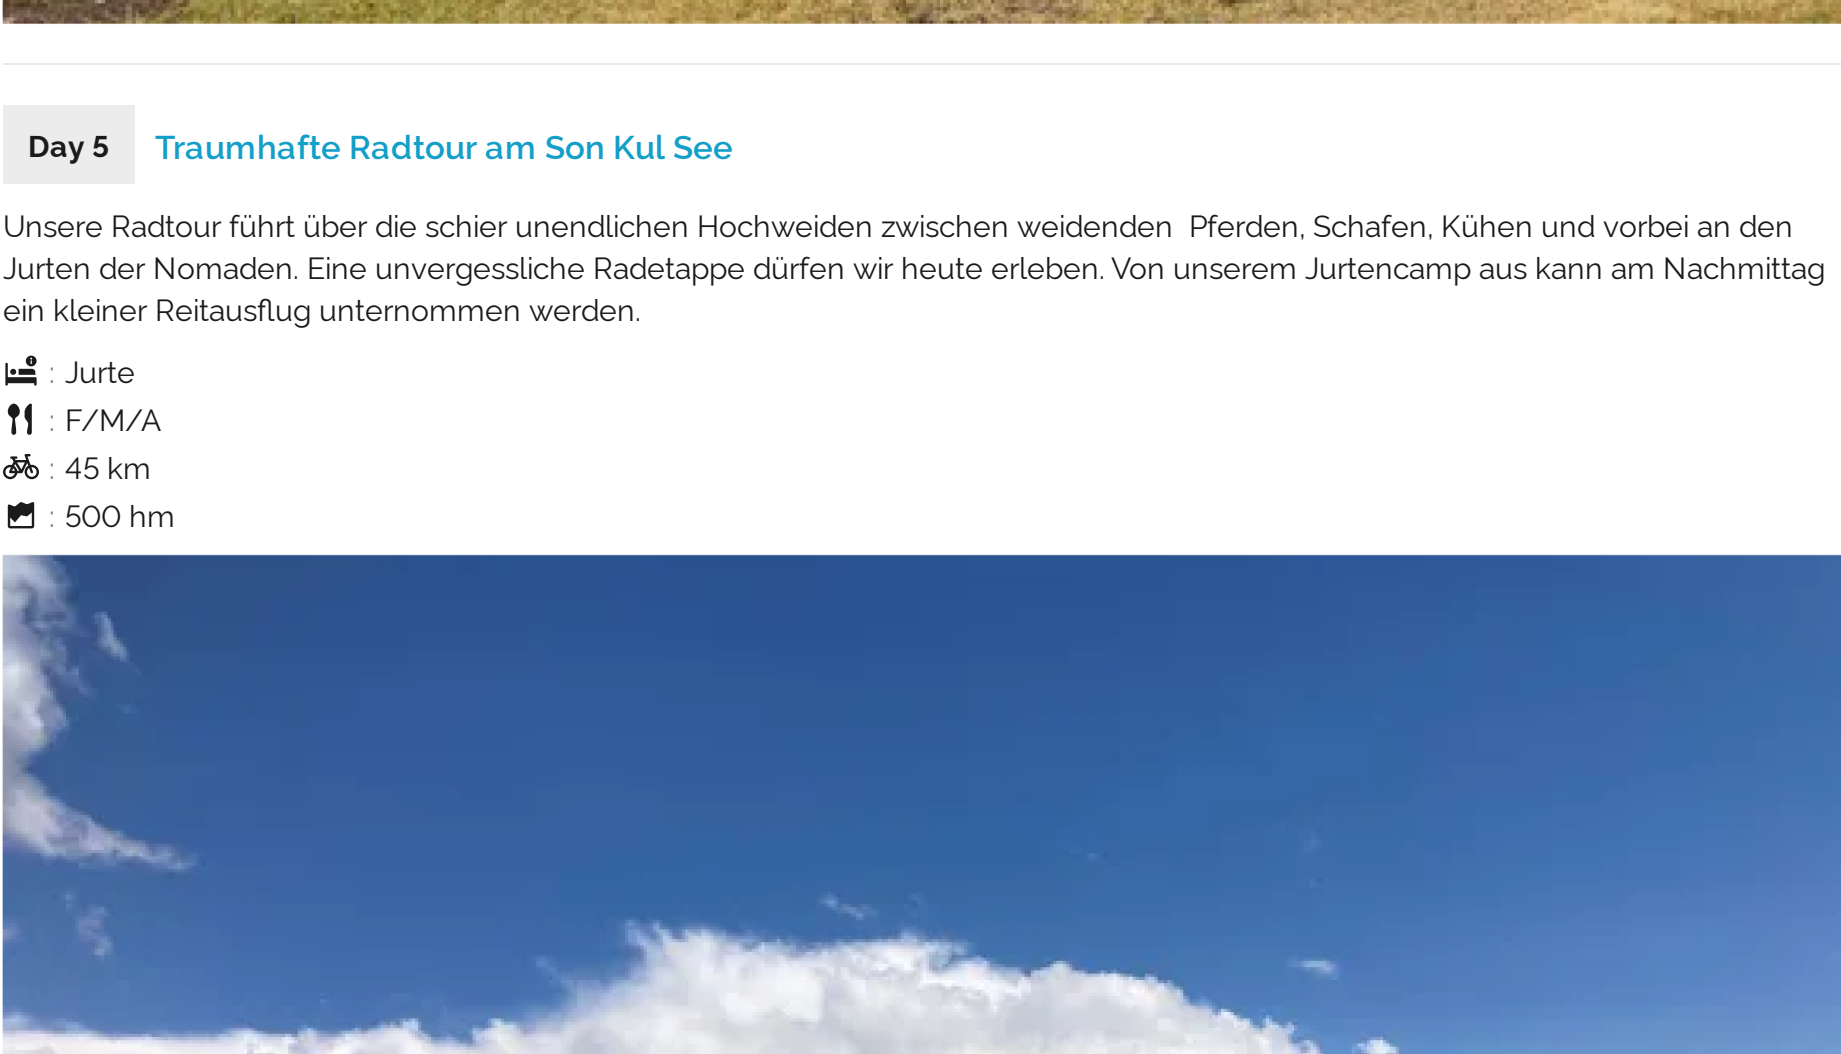 Day 5
Traumhafte Radtour am Son Kul See
Unsere Radtour führt über die schier unendlichen Hochweiden zwischen weidenden  Pferden, Schafen, Kühen und vorbei an den
Jurten der Nomaden. Eine unvergessliche Radetappe dürfen wir heute erleben. Von unserem Jurtencamp aus kann am Nachmittag
ein kleiner Reitausflug unternommen werden.
: Jurte
: F/M/A
: 45 km
: 500 hm